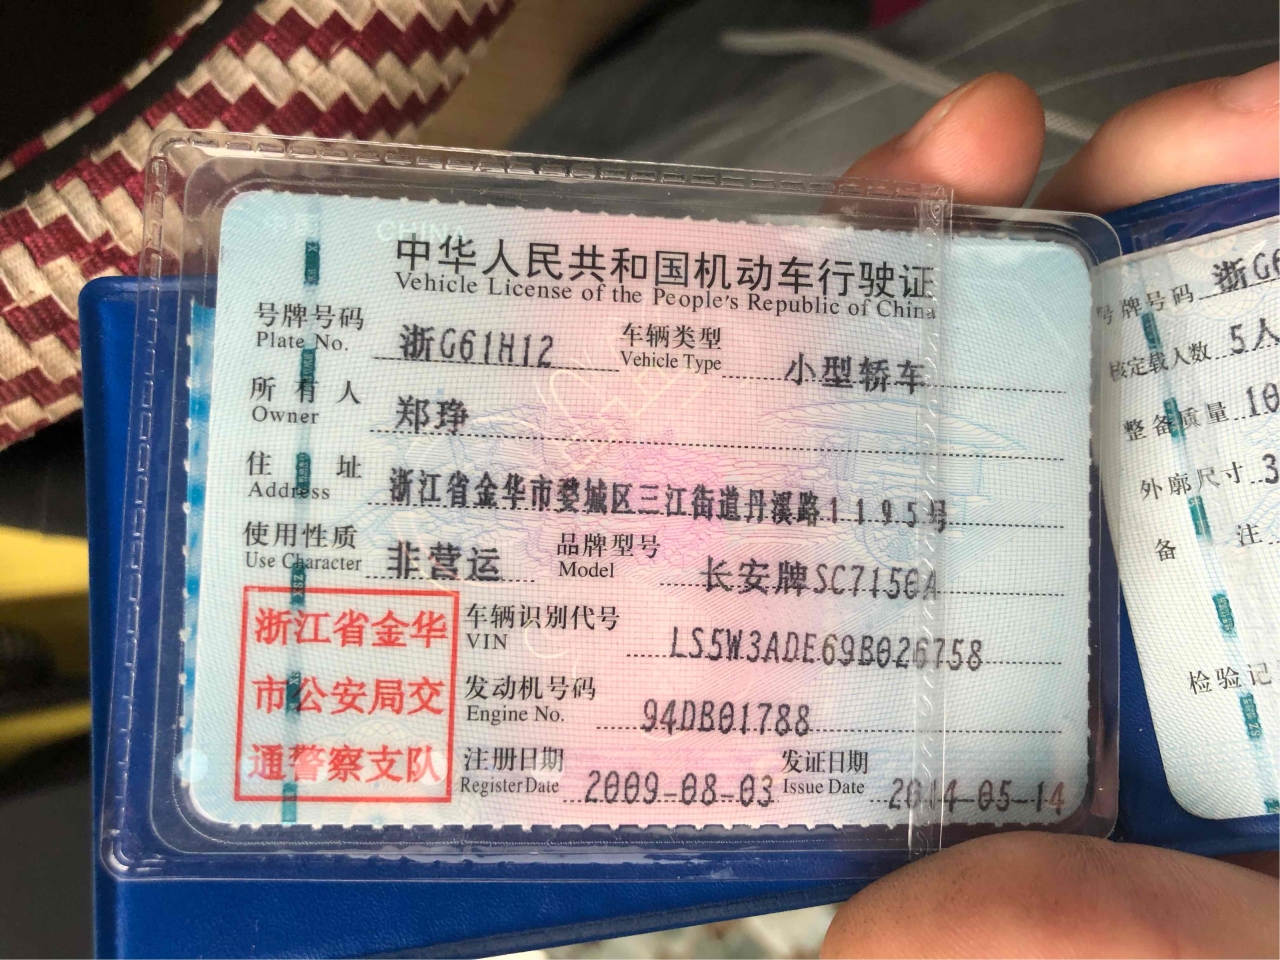 CHINA
中华人民共和国机动车行驶证
Vehicle License of the People's Republic of China
号牌号码 浙G61H12 车辆类型 小型轿车
Plate No. Vehicle Type
所有人 郑琤
Owner
住址 浙江省金华市婺城区三江街道丹溪路1195号
Address
使用性质 非营运 品牌型号 长安牌SC7150A
Use Character Model
浙江省金华
市公安局交
通警察支队
车辆识别代号 LS5W3ADE69B026758
VIN
发动机号码 94DB01788
Engine No.
注册日期 2009-08-03 发证日期 2014-05-14
Register Date Issue Date
号牌号码 浙G6
核定载人数 5人
整备质量 10
外廓尺寸 3
备注
检验记